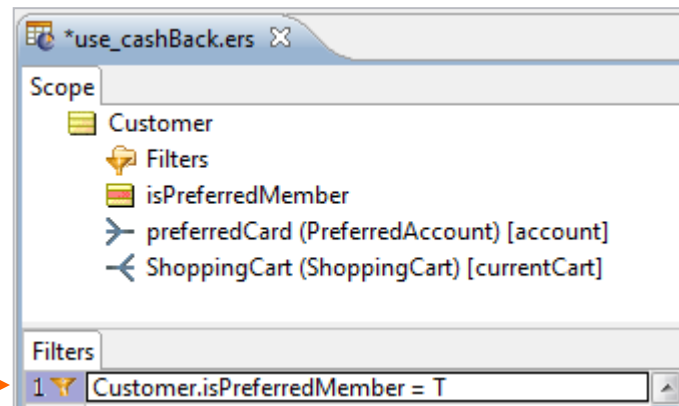 *use_cashBack.ers
Scope
Customer
Filters
isPreferredMember
preferredCard (PreferredAccount) [account]
ShoppingCart (ShoppingCart) [currentCart]
Filters
1 Customer.isPreferredMember = T